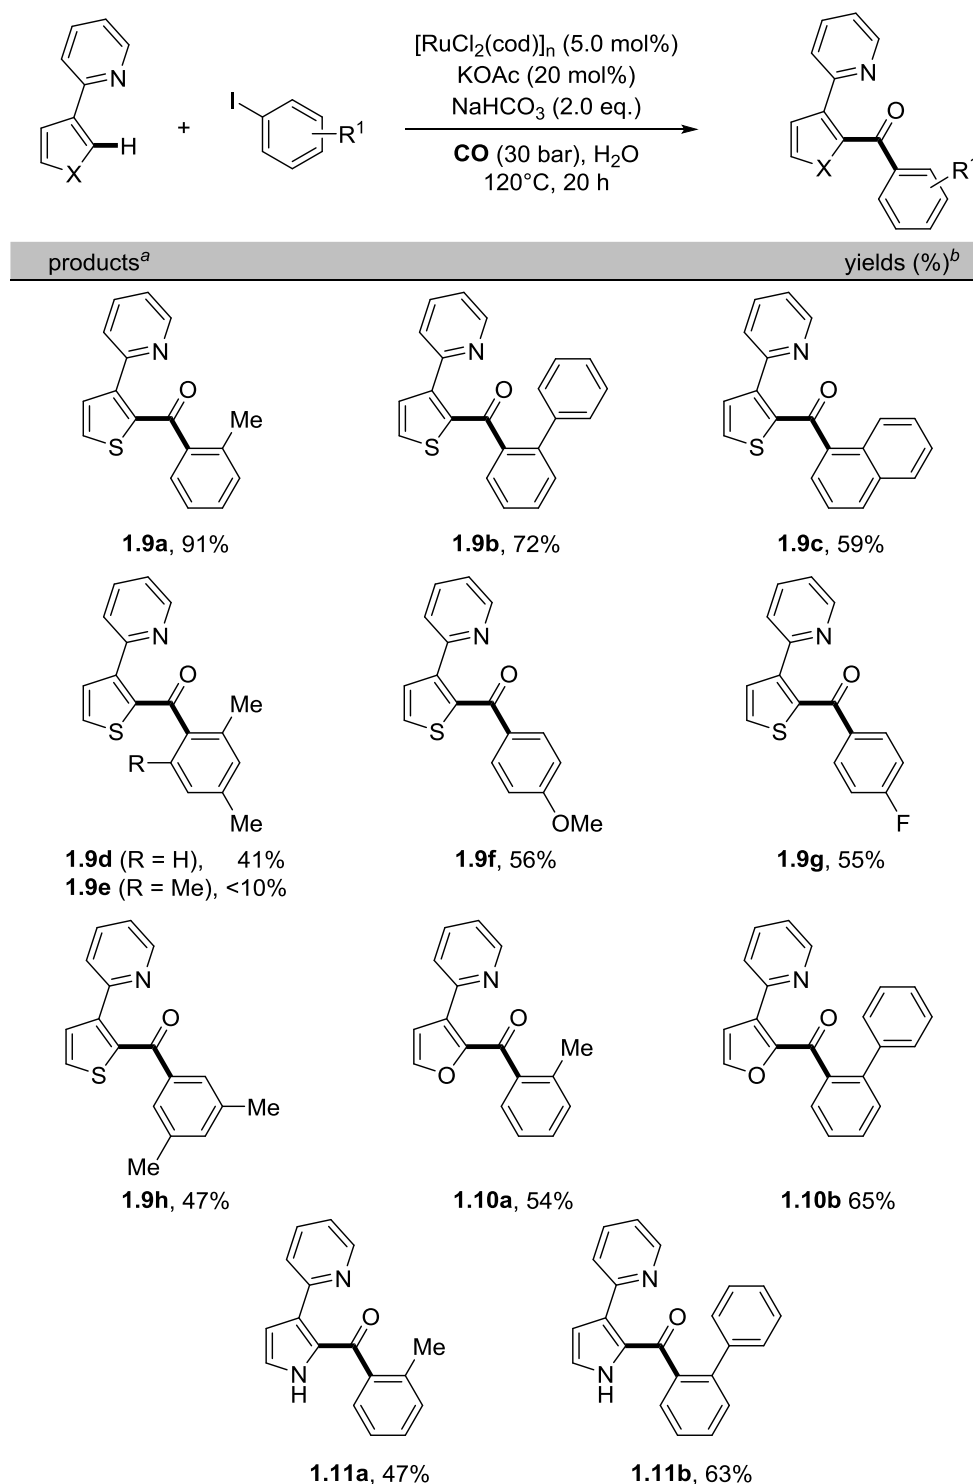 [RuCl2(cod)]n (5.0 mol%)
KOAc (20 mol%)
NaHCO3 (2.0 eq.)
CO (30 bar), H2O
120°C, 20 h
N
H
X
+
I
R1
N
O
X
R1
productsa yields (%)b
N
O
Me
S
N
O
S
N
O
S
1.9a, 91% 1.9b, 72% 1.9c, 59%
N
O
Me
S
R
Me
N
O
S
OMe
N
O
S
F
1.9d (R = H), 41% 1.9f, 56% 1.9g, 55%
1.9e (R = Me), <10%
N
O
S
Me
Me
N
O
Me
O
N
O
O
1.9h, 47% 1.10a, 54% 1.10b 65%
N
O
Me
N
H
N
O
N
H
1.11a, 47% 1.11b, 63%